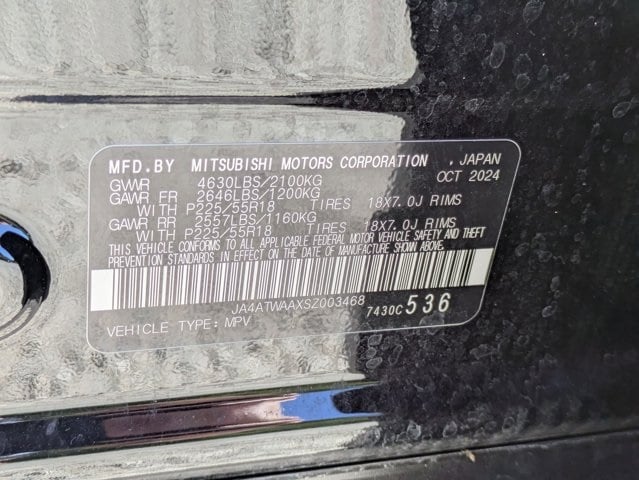 MFD.BY MITSUBISHI MOTORS CORPORATION , JAPAN
GVWR 4630LBS/2100KG OCT 2024
GAWR FR 2646LBS/1200KG
WITH P225/55R18 TIRES 18X7.0J RIMS
GAWR RR 2557LBS/1160KG
WITH P225/55R18 TIRES 18X7.0J RIMS
THIS VEHICLE CONFORMS TO ALL APPLICABLE FEDERAL MOTOR VEHICLE SAFETY AND THEFT
PREVENTION STANDARDS IN EFFECT ON THE DATE OF MANUFACTURE SHOWN ABOVE.
JA4ATWAAXSZ003468
VEHICLE TYPE: MPV 7430C 536